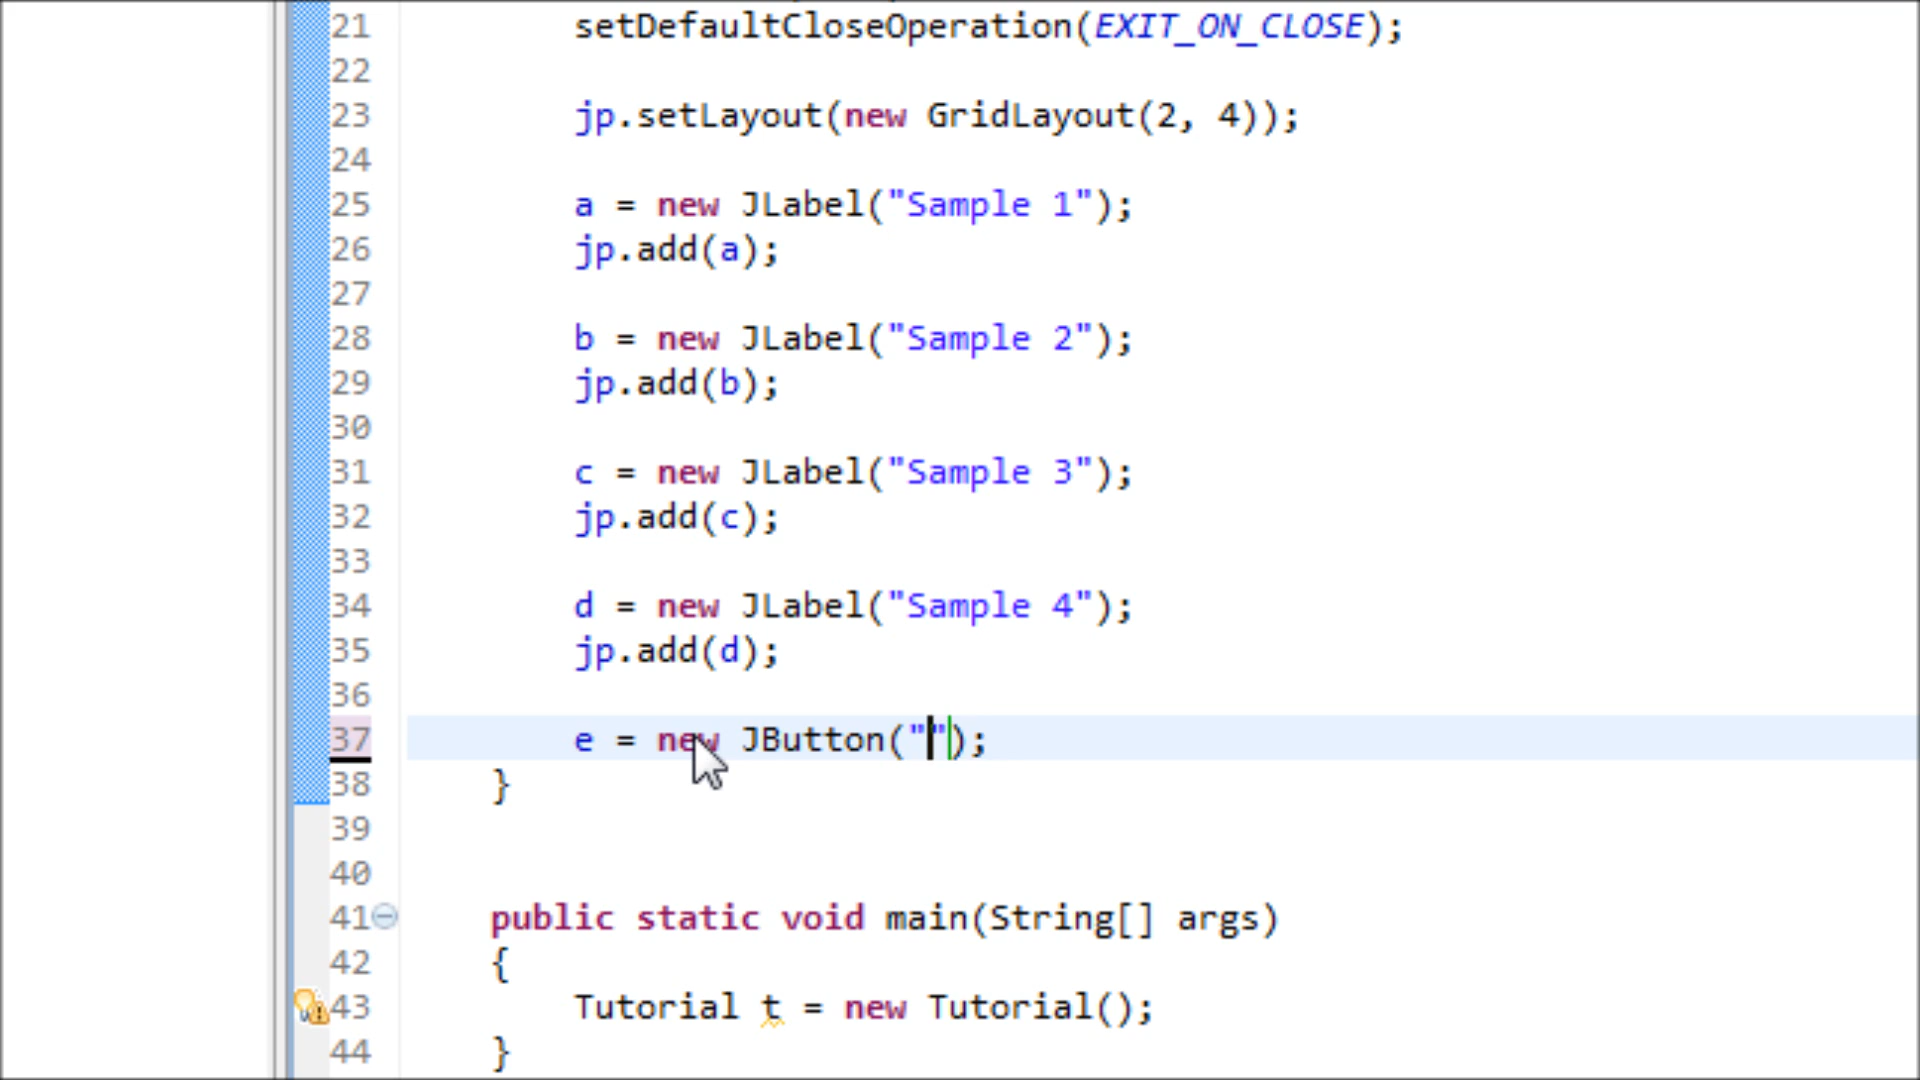 21 setDefaultCloseOperation(EXIT_ON_CLOSE);
22
23 jp.setLayout(new GridLayout(2, 4));
24
25 a = new JLabel("Sample 1");
26 jp.add(a);
27
28 b = new JLabel("Sample 2");
29 jp.add(b);
30
31 c = new JLabel("Sample 3");
32 jp.add(c);
33
34 d = new JLabel("Sample 4");
35 jp.add(d);
36
37 e = new JButton("");
38 }
39
40
41 public static void main(String[] args)
42 {
43 Tutorial t = new Tutorial();
44 }